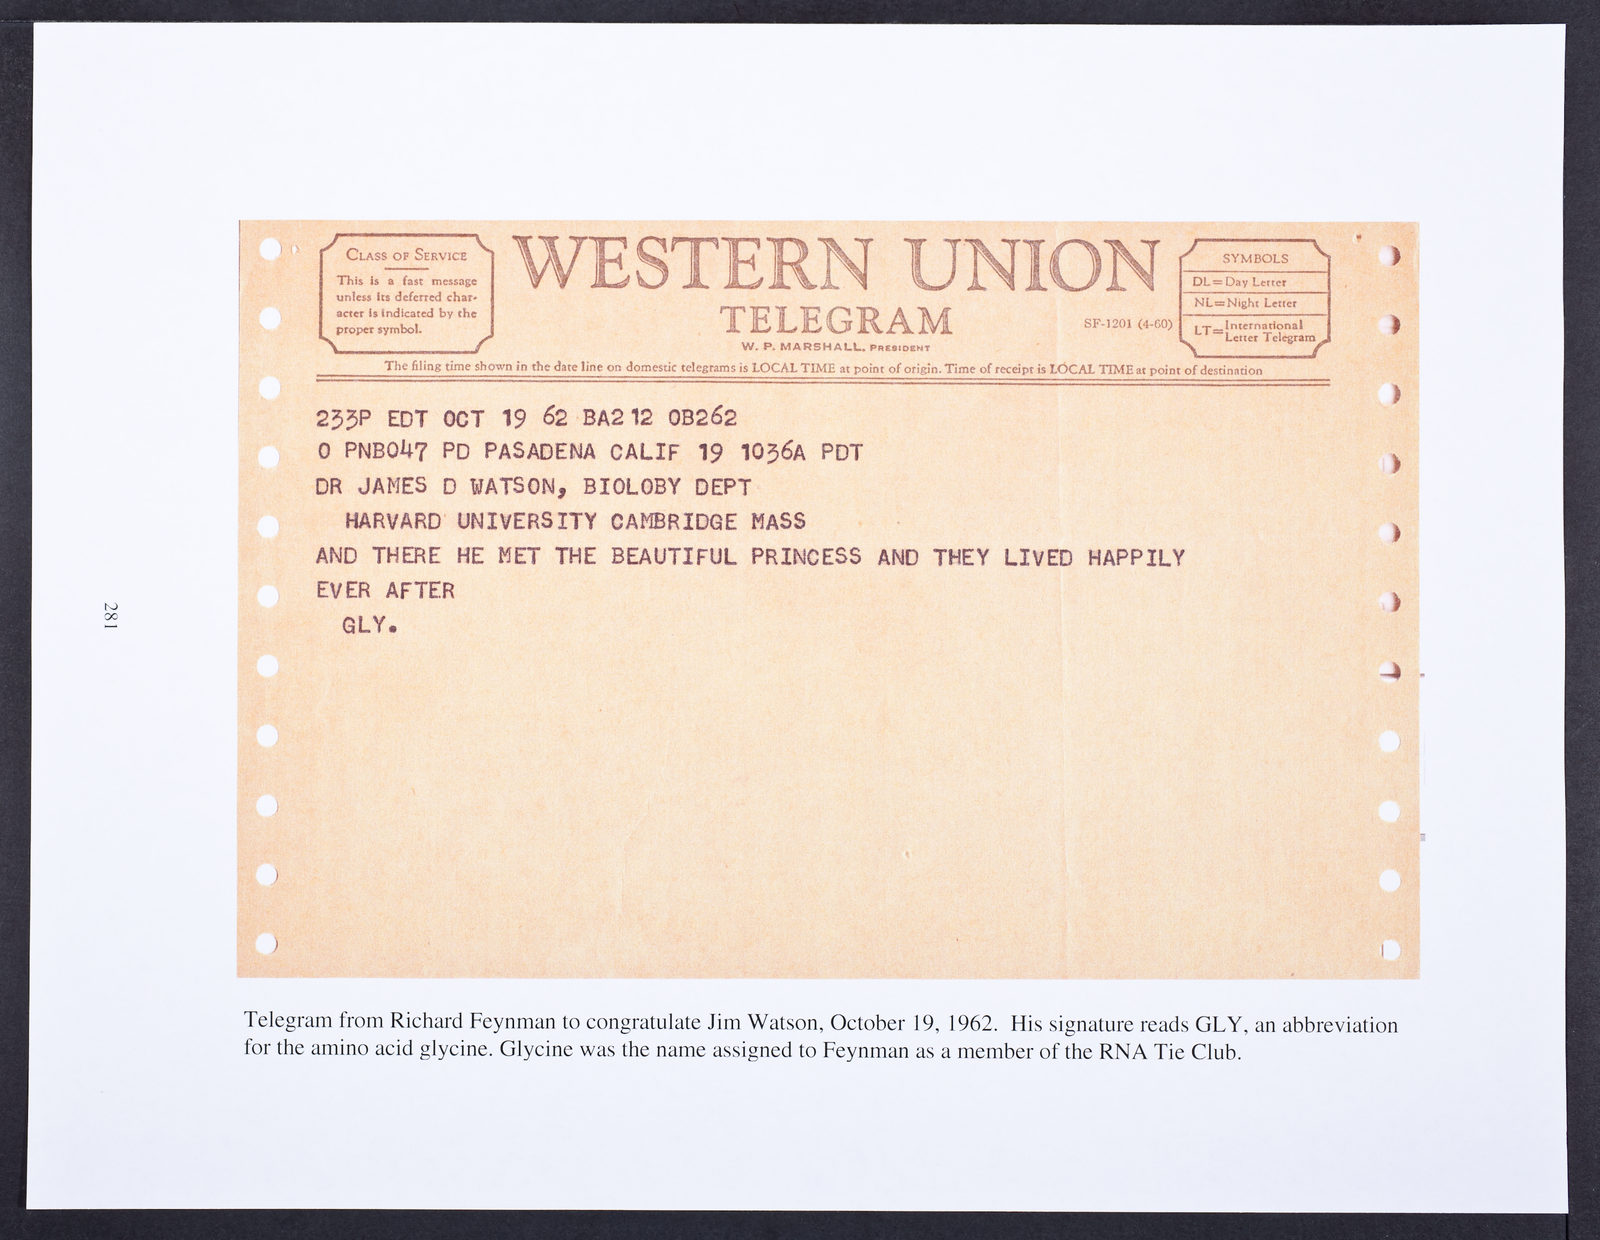 CLASS OF SERVICE
This is a fast message
unless its deferred char-
acter is indicated by the
proper symbol.
WESTERN UNION
TELEGRAM
W. P. MARSHALL, PRESIDENT
SF-1201 (4-60)
SYMBOLS
DL=Day Letter
NL=Night Letter
LT=International
Letter Telegram
The filing time shown in the date line on domestic telegrams is LOCAL TIME at point of origin. Time of receipt is LOCAL TIME at point of destination
233P EDT OCT 19 62 BA212 OB262
O PNB047 PD PASADENA CALIF 19 1036A PDT
DR JAMES D WATSON, BIOLOBY DEPT
HARVARD UNIVERSITY CAMBRIDGE MASS
AND THERE HE MET THE BEAUTIFUL PRINCESS AND THEY LIVED HAPPILY
EVER AFTER
GLY.
281
Telegram from Richard Feynman to congratulate Jim Watson, October 19, 1962. His signature reads GLY, an abbreviation
for the amino acid glycine. Glycine was the name assigned to Feynman as a member of the RNA Tie Club.